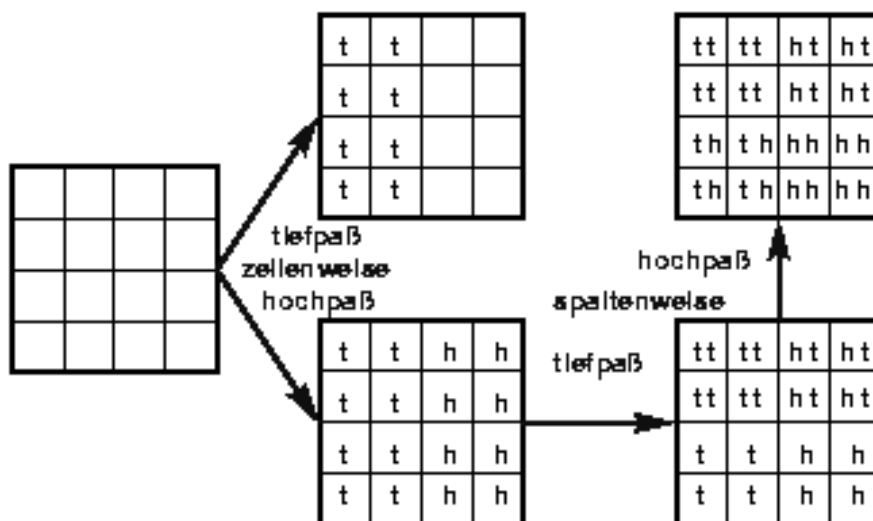 t t
t t
t t
t t
tt tt ht ht
tt tt ht ht
th th hh hh
th th hh hh
tiefpaß
zeilenweise
hochpaß
hochpaß
spaltenweise
tiefpaß
t t h h
t t h h
t t h h
t t h h
tt tt ht ht
tt tt ht ht
t t h h
t t h h